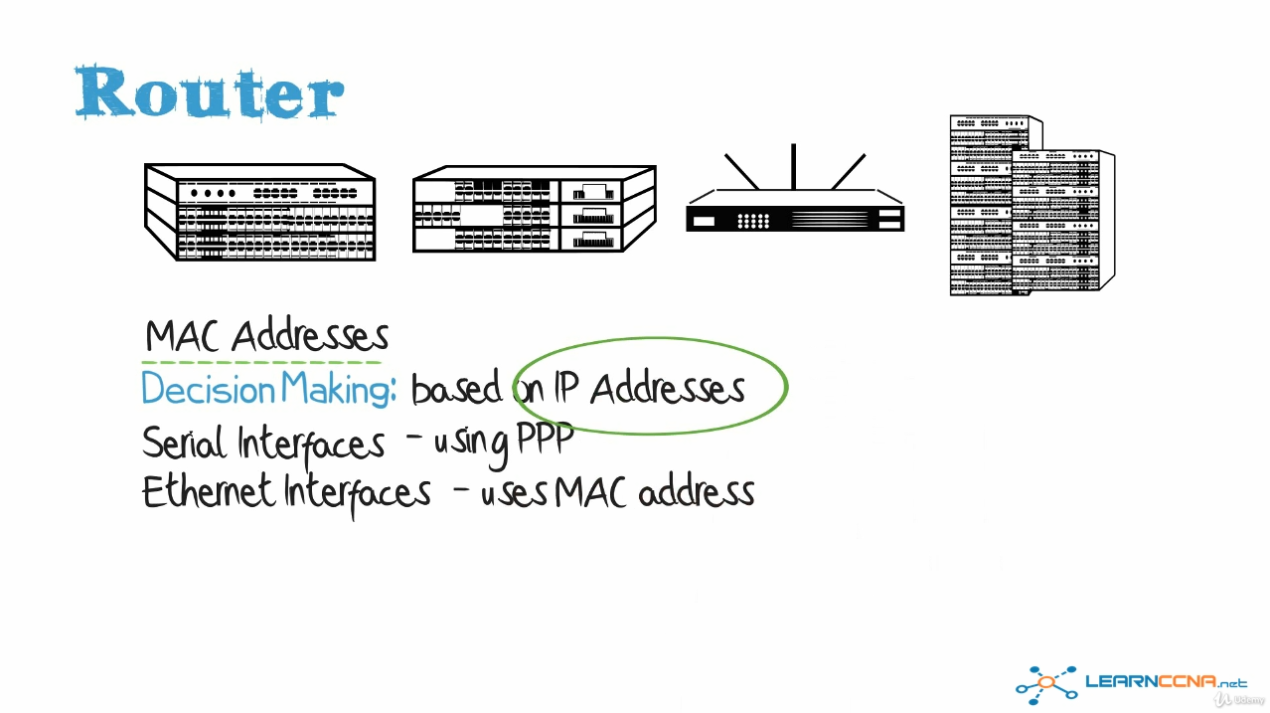 Router
MAC Addresses
Decision Making: based on IP Addresses
Serial Interfaces - using PPP
Ethernet Interfaces - uses MAC address
LEARNCCNA.net
Udemy